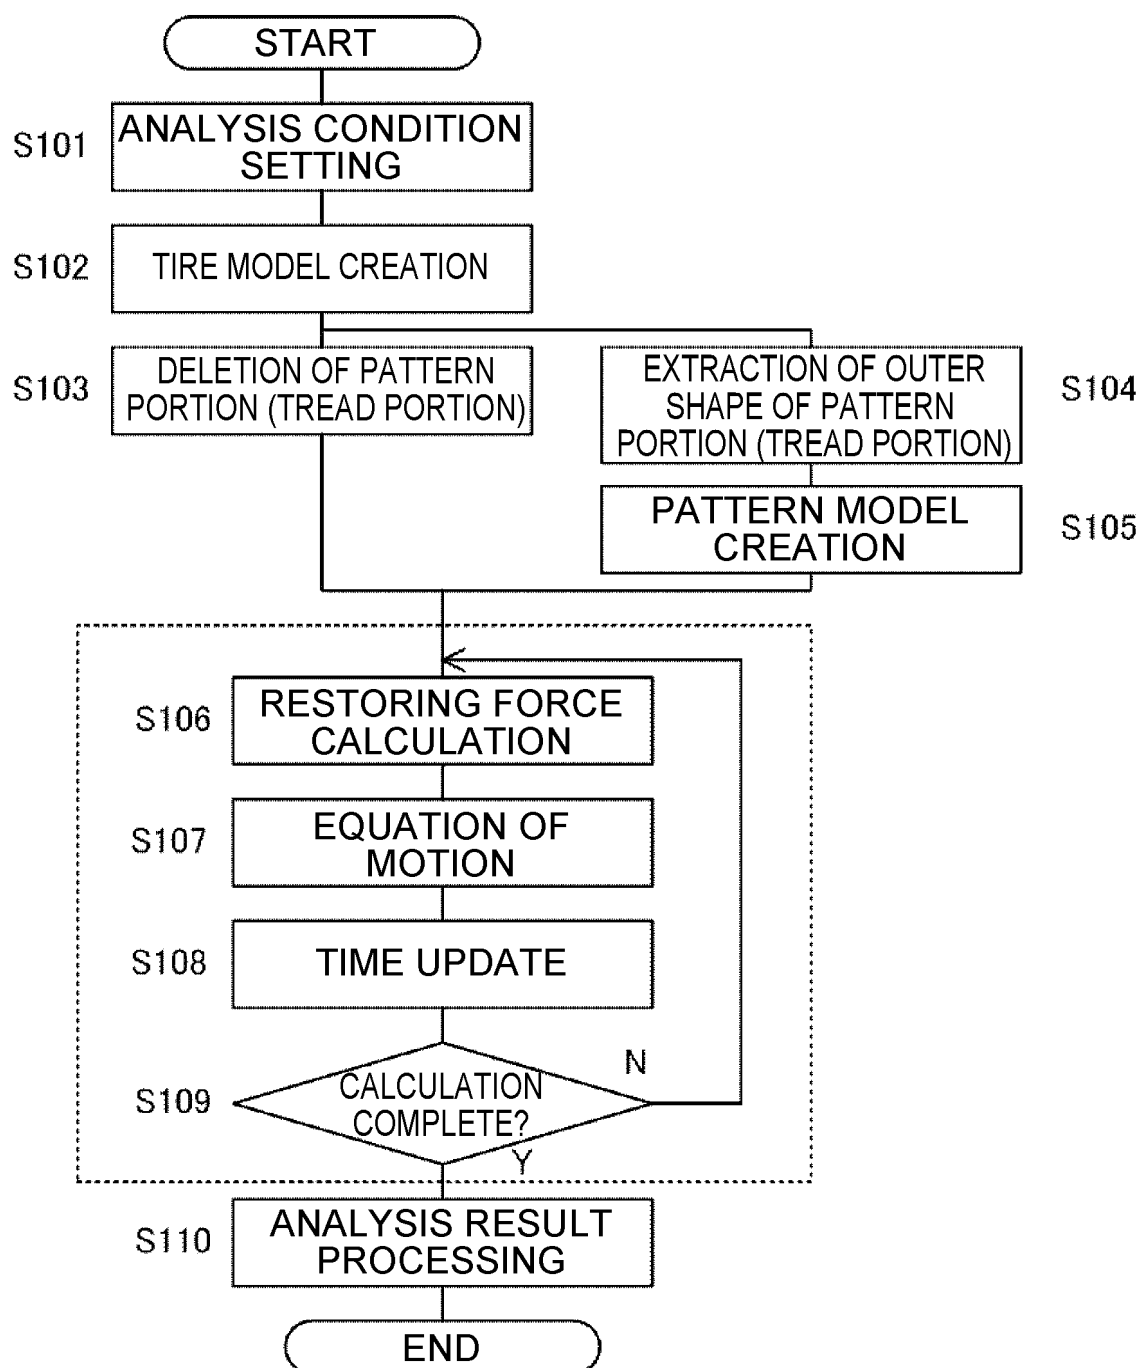 START
S101
ANALYSIS CONDITION
SETTING
S102
TIRE MODEL CREATION
S103
DELETION OF PATTERN
PORTION (TREAD PORTION)
EXTRACTION OF OUTER
SHAPE OF PATTERN
PORTION (TREAD PORTION)
S104
PATTERN MODEL
CREATION
S105
S106
RESTORING FORCE
CALCULATION
S107
EQUATION OF
MOTION
S108
TIME UPDATE
S109
CALCULATION
COMPLETE?
N
Y
S110
ANALYSIS RESULT
PROCESSING
END